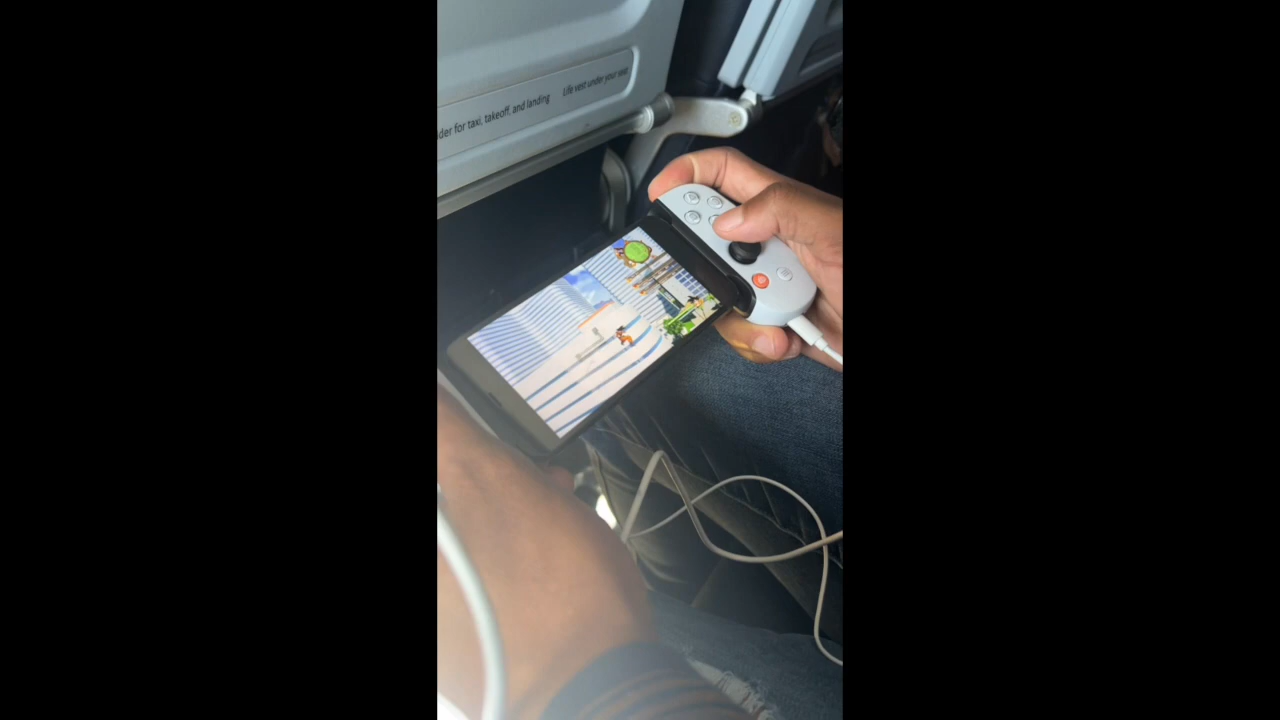 der for taxi, takeoff, and landing
Life vest under your seat